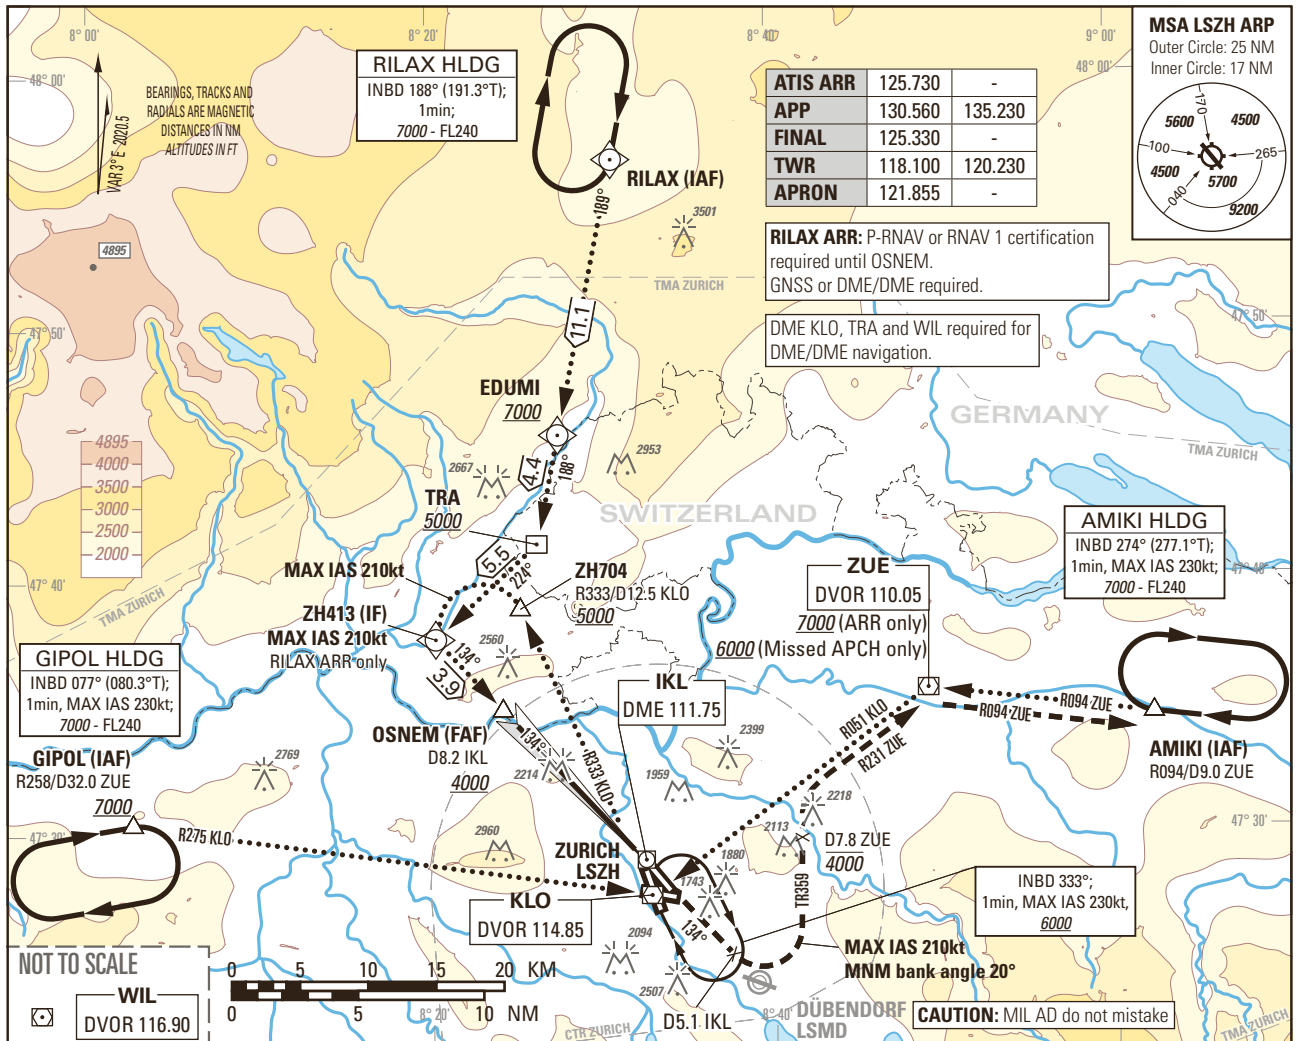 8° 00'
8° 20'
8° 40'
9° 00'
48° 00'
48° 00'
MSA LSZH ARP
Outer Circle: 25 NM
Inner Circle: 17 NM
170
5600
4500
100
265
4500
5700
040
9200
BEARINGS, TRACKS AND
RADIALS ARE MAGNETIC
DISTANCES IN NM
ALTITUDES IN FT
VAR 3° E 2020.5
RILAX HLDG
INBD 188° (191.3°T);
1min;
7000 - FL240
ATIS ARR 125.730 -
APP 130.560 135.230
FINAL 125.330
TWR 118.100 120.230
APRON 121.855 -
RILAX (IAF)
189°
3501
RILAX ARR: P-RNAV or RNAV 1 certification
required until OSNEM.
GNSS or DME/DME required.
4895
TMA ZURICH
DME KLO, TRA and WIL required for
DME/DME navigation.
47° 50'
47° 50'
11.1
EDUMI
7000
GERMANY
TMA ZURICH
4895
4000
3500
3000
2500
2000
4.4
188°
2667
2953
TRA
5000
SWITZERLAND
AMIKI HLDG
INBD 274° (277.1°T);
1min, MAX IAS 230kt;
7000 - FL240
47° 40'
47° 40'
5.5
224°
MAX IAS 210kt
ZH704
R333/D12.5 KLO
5000
ZUE
DVOR 110.05
7000 (ARR only)
6000 (Missed APCH only)
TMA ZURICH
ZH413 (IF)
MAX IAS 210kt
RILAX ARR only
134°
3.9
2560
GIPOL HLDG
INBD 077° (080.3°T);
1min, MAX IAS 230kt;
7000 - FL240
IKL
DME 111.75
R094 ZUE
R094 ZUE
R051 KLO
R231 ZUE
AMIKI (IAF)
R094/D9.0 ZUE
OSNEM (FAF)
D8.2 IKL
4000
134°
2214
R333 KLO
2399
1959
2218
GIPOL (IAF)
R258/D32.0 ZUE
7000
2769
47° 30'
47° 30'
R275 KLO
2960
ZURICH
LSZH
2113
D7.8 ZUE
4000
1880
1743
TR359
KLO
DVOR 114.85
134°
INBD 333°;
1min, MAX IAS 230kt,
6000
MAX IAS 210kt
MNM bank angle 20°
2094
2507
NOT TO SCALE
WIL
DVOR 116.90
0 5 10 15 20 KM
0 5 10 NM
8° 20'
8° 40'
D5.1 IKL
CTR ZURICH
DÜBENDORF
LSMD
CAUTION: MIL AD do not mistake
TMA ZURICH